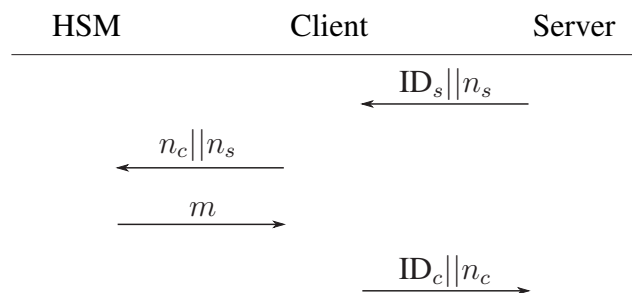 HSM Client Server
ID_s||n_s
n_c||n_s
m
ID_c||n_c